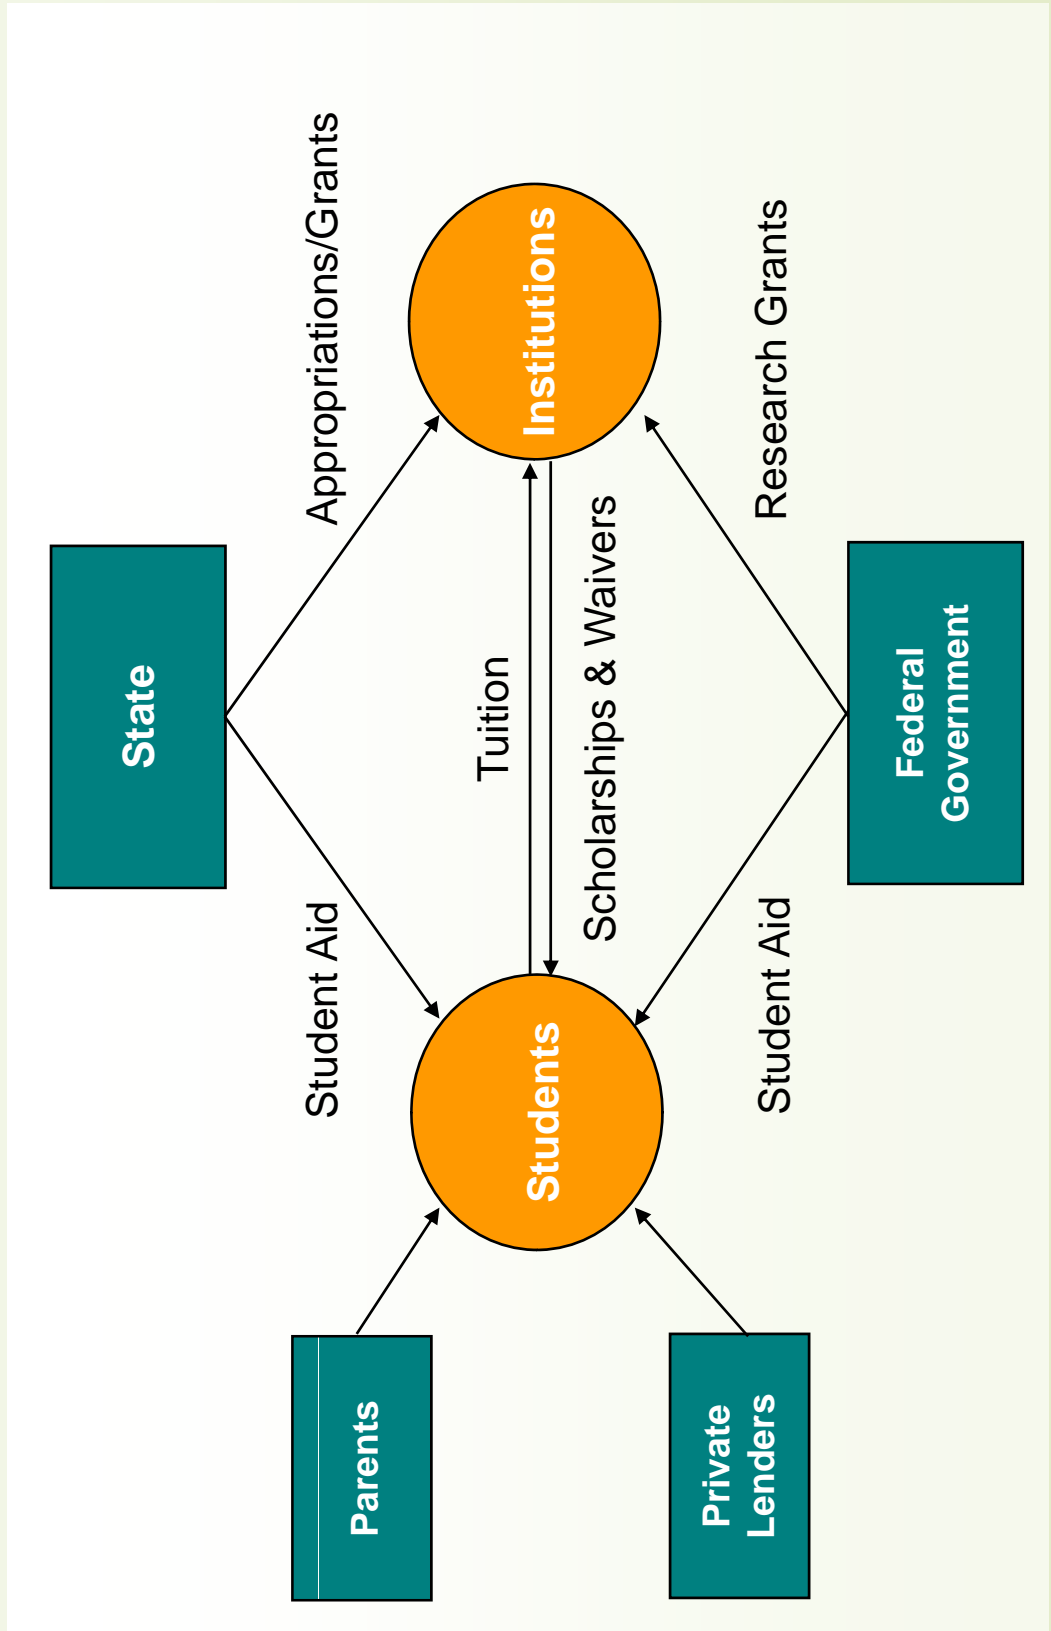 State
Student Aid
Appropriations/Grants
Parents
Students
Tuition
Institutions
Scholarships & Waivers
Private
Lenders
Student Aid
Research Grants
Federal
Government